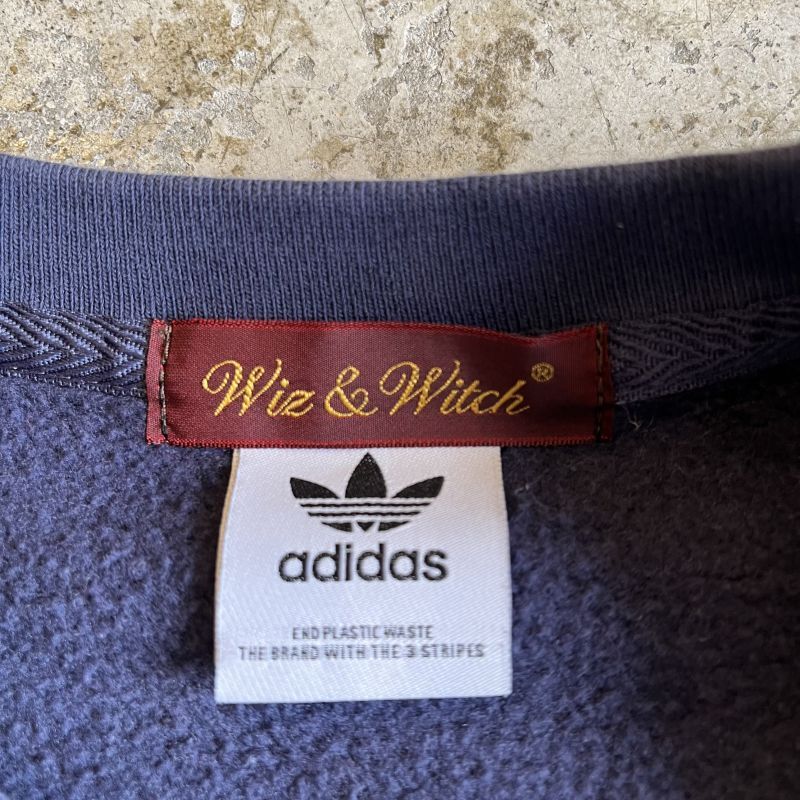 Wiz & Witch®
adidas
END PLASTIC WASTE
THE BRAND WITH THE 3 STRIPES